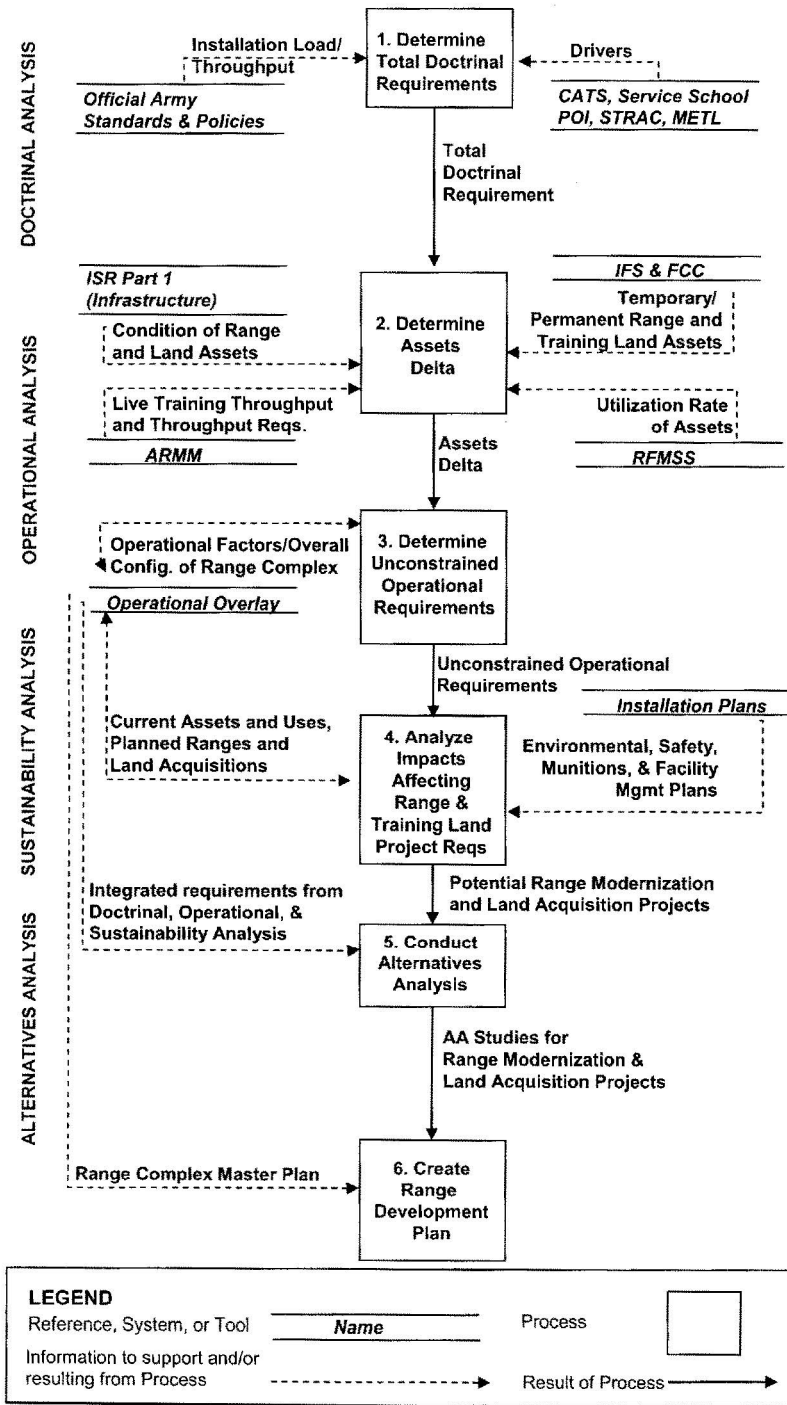 DOCTRINAL ANALYSIS
Installation Load/
Throughput
Official Army
Standards & Policies
1. Determine
Total Doctrinal
Requirements
Drivers
CATS, Service School
POI, STRAC, METL
Total
Doctrinal
Requirement
OPERATIONAL ANALYSIS
ISR Part 1
(Infrastructure)
Condition of Range
and Land Assets
Live Training Throughput
and Throughput Reqs.
ARMM
2. Determine
Assets
Delta
IFS & FCC
Temporary/
Permanent Range and
Training Land Assets
Utilization Rate
of Assets
RFMSS
Assets
Delta
Operational Factors/Overall
Config. of Range Complex
Operational Overlay
3. Determine
Unconstrained
Operational
Requirements
Unconstrained Operational
Requirements
SUSTAINABILITY ANALYSIS
Current Assets and Uses,
Planned Ranges and
Land Acquisitions
4. Analyze
Impacts
Affecting
Range &
Training Land
Project Reqs
Installation Plans
Environmental, Safety,
Munitions, & Facility
Mgmt Plans
Potential Range Modernization
and Land Acquisition Projects
ALTERNATIVES ANALYSIS
Integrated requirements from
Doctrinal, Operational, &
Sustainability Analysis
5. Conduct
Alternatives
Analysis
AA Studies for
Range Modernization &
Land Acquisition Projects
Range Complex Master Plan
6. Create
Range
Development
Plan
LEGEND
Reference, System, or Tool
Name
Process
Information to support and/or
resulting from Process
Result of Process